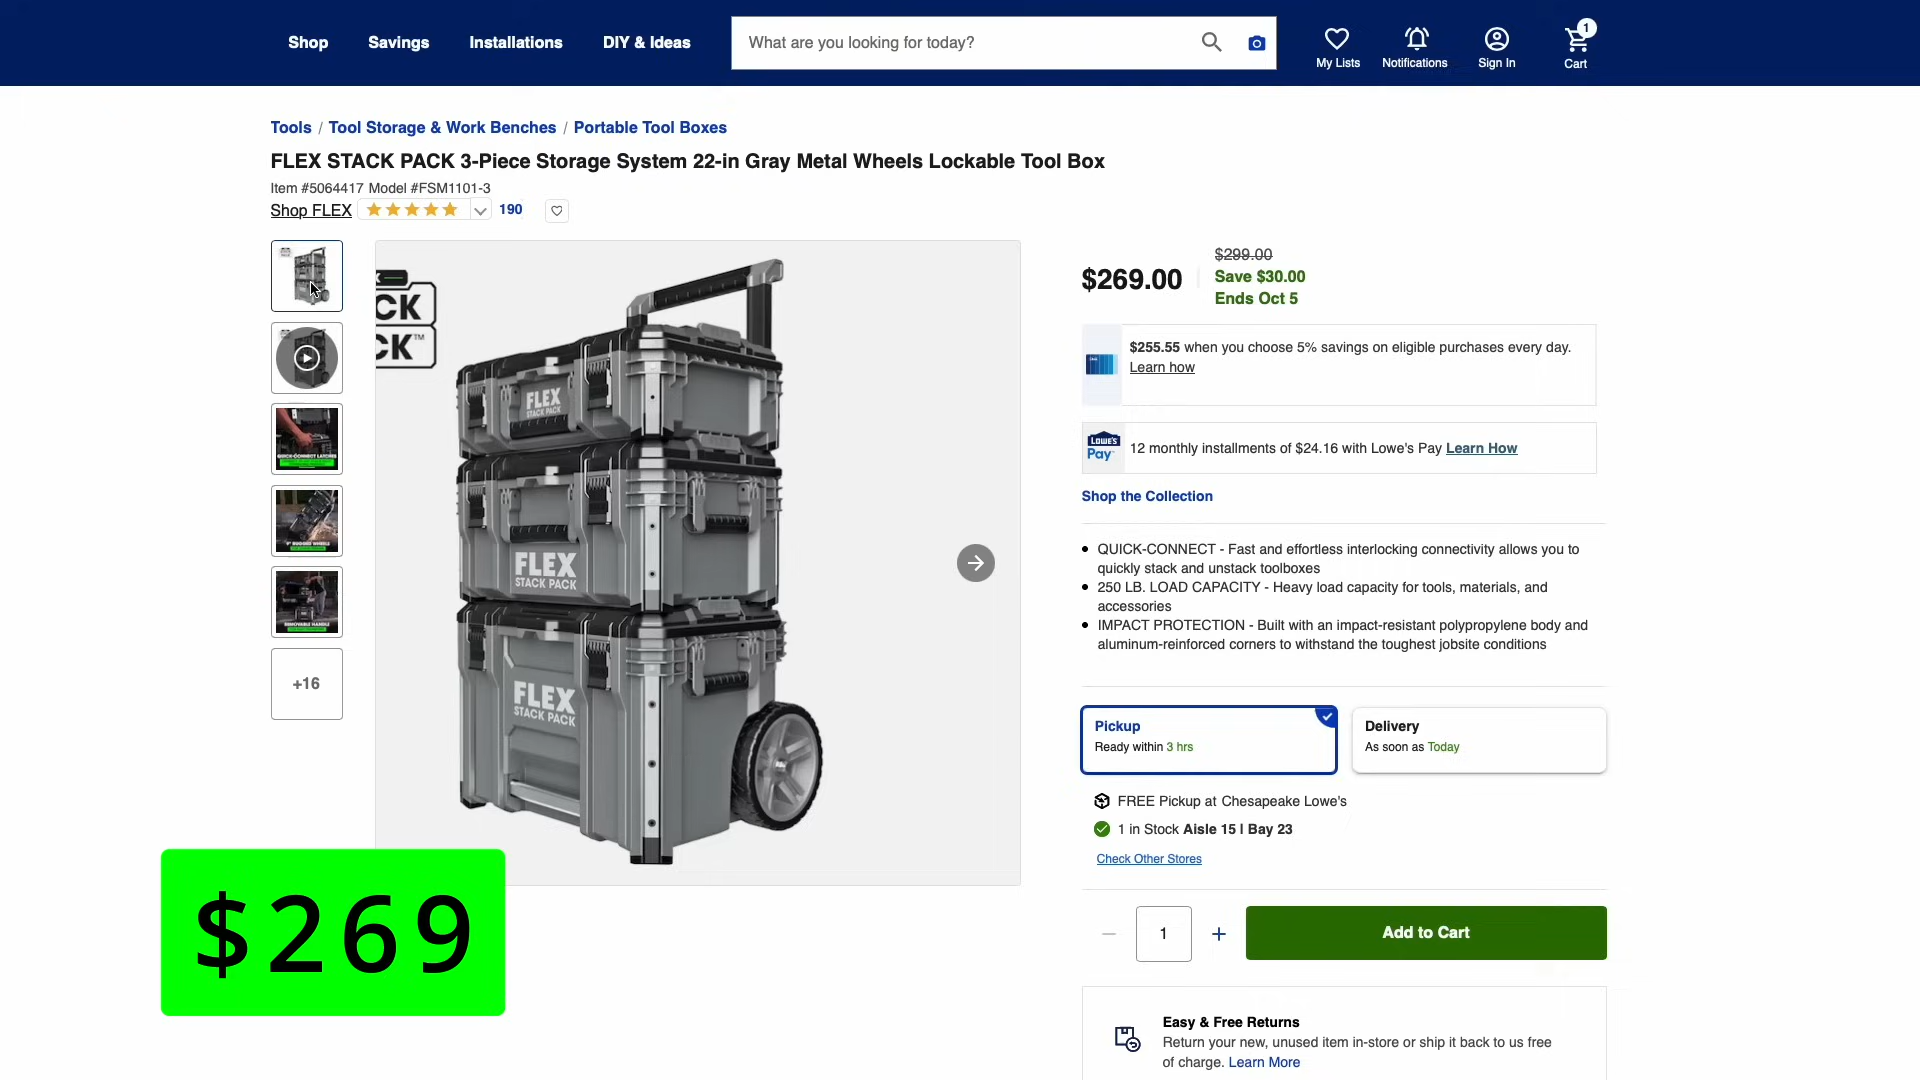 Shop
Savings
Installations
DIY & Ideas
What are you looking for today?
My Lists
Notifications
Sign In
1
Cart
Tools / Tool Storage & Work Benches / Portable Tool Boxes
FLEX STACK PACK 3-Piece Storage System 22-in Gray Metal Wheels Lockable Tool Box
Item #5064417 Model #FSM1101-3
Shop FLEX
190
+16
CK
CK™
FLEX
STACK PACK
FLEX
STACK PACK
FLEX
STACK PACK
$269.00
$299.00
Save $30.00
Ends Oct 5
$255.55 when you choose 5% savings on eligible purchases every day.
Learn how
LOWE'S
Pay
12 monthly installments of $24.16 with Lowe's Pay Learn How
Shop the Collection
QUICK-CONNECT - Fast and effortless interlocking connectivity allows you to
quickly stack and unstack toolboxes
250 LB. LOAD CAPACITY - Heavy load capacity for tools, materials, and
accessories
IMPACT PROTECTION - Built with an impact-resistant polypropylene body and
aluminum-reinforced corners to withstand the toughest jobsite conditions
Pickup
Ready within 3 hrs
Delivery
As soon as Today
FREE Pickup at Chesapeake Lowe's
1 in Stock Aisle 15 | Bay 23
Check Other Stores
1
Add to Cart
Easy & Free Returns
Return your new, unused item in-store or ship it back to us free
of charge. Learn More
$269